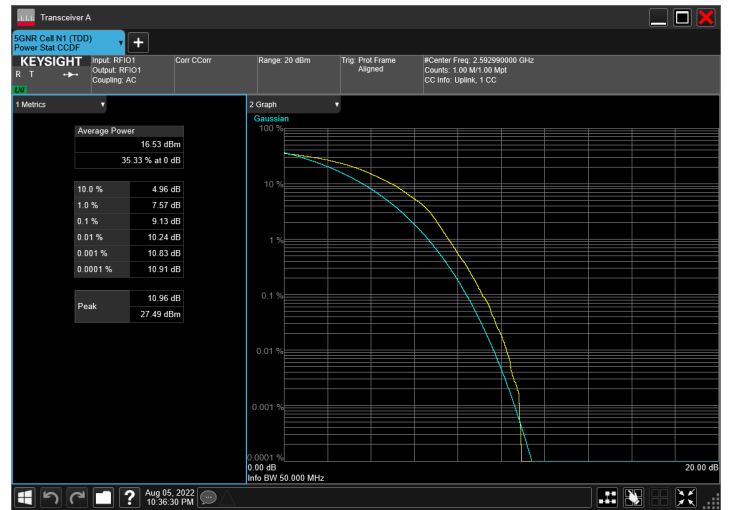 Transceiver A
5GNR Cell N1 (TDD)
Power Stat CCDF
KEYSIGHT
R T
LXI
Input: RFIO1
Output: RFIO1
Coupling: AC
Corr CCorr
Range: 20 dBm
Trig: Prot Frame
Aligned
#Center Freq: 2.592990000 GHz
Counts: 1.00 M/1.00 Mpt
CC Info: Uplink, 1 CC
1 Metrics
Average Power
16.53 dBm
35.33 % at 0 dB
10.0 % 4.96 dB
1.0 % 7.57 dB
0.1 % 9.13 dB
0.01 % 10.24 dB
0.001 % 10.83 dB
0.0001 % 10.91 dB
Peak
10.96 dB
27.49 dBm
2 Graph
Gaussian
100 %
10 %
1 %
0.1 %
0.01 %
0.001 %
0.0001 %
0.00 dB
20.00 dB
Info BW 50.000 MHz
?
Aug 05, 2022
10:36:30 PM